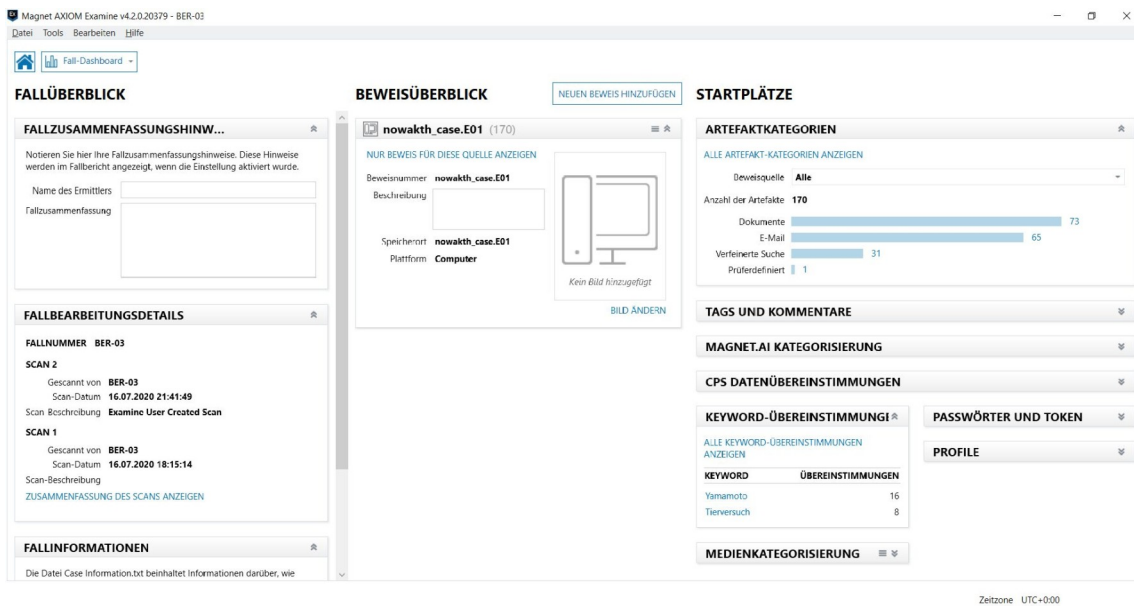 Magnet AXIOM Examine v4.2.0.20379 - BER-03
Datei Tools Bearbeiten Hilfe
Fall-Dashboard
FALLÜBERBLICK
FALLZUSAMMENFASSUNGSHINW...
Notieren Sie hier Ihre Fallzusammenfassungshinweise. Diese Hinweise
werden im Fallbericht angezeigt, wenn die Einstellung aktiviert wurde.
Name des Ermittlers
Fallzusammenfassung
FALLBEARBEITUNGSDETAILS
FALLNUMMER BER-03
SCAN 2
Gescannt von BER-03
Scan-Datum 16.07.2020 21:41:49
Scan Beschreibung Examine User Created Scan
SCAN 1
Gescannt von BER-03
Scan-Datum 16.07.2020 18:15:14
Scan-Beschreibung
ZUSAMMENFASSUNG DES SCANS ANZEIGEN
FALLINFORMATIONEN
Die Datei Case Information.txt beinhaltet Informationen darüber, wie
BEWEISÜBERBLICK
NEUEN BEWEIS HINZUFÜGEN
nowakth_case.E01 (170)
NUR BEWEIS FÜR DIESE QUELLE ANZEIGEN
Beweisnummer nowakth_case.E01
Beschreibung
Speicherort nowakth_case.E01
Plattform Computer
Kein Bild hinzugefügt
BILD ÄNDERN
STARTPLÄTZE
ARTEFAKTKATEGORIEN
ALLE ARTEFAKT-KATEGORIEN ANZEIGEN
Beweisquelle Alle
Anzahl der Artefakte 170
Dokumente 73
E-Mail 65
Verfeinerte Suche 31
Prüferdefiniert 1
TAGS UND KOMMENTARE
MAGNET.AI KATEGORISIERUNG
CPS DATENÜBEREINSTIMMUNGEN
KEYWORD-ÜBEREINSTIMMUNGE
ALLE KEYWORD-ÜBEREINSTIMMUNGEN
ANZEIGEN
KEYWORD ÜBEREINSTIMMUNGEN
Yamamoto 16
Tierversuch 8
MEDIENKATEGORISIERUNG
PASSWÖRTER UND TOKEN
PROFILE
Zeitzone UTC+0:00